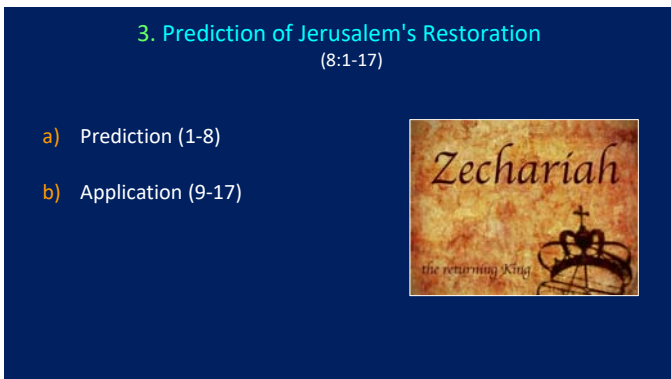 3. Prediction of Jerusalem's Restoration
(8:1-17)
a) Prediction (1-8)
b) Application (9-17)
Zechariah
the returning King